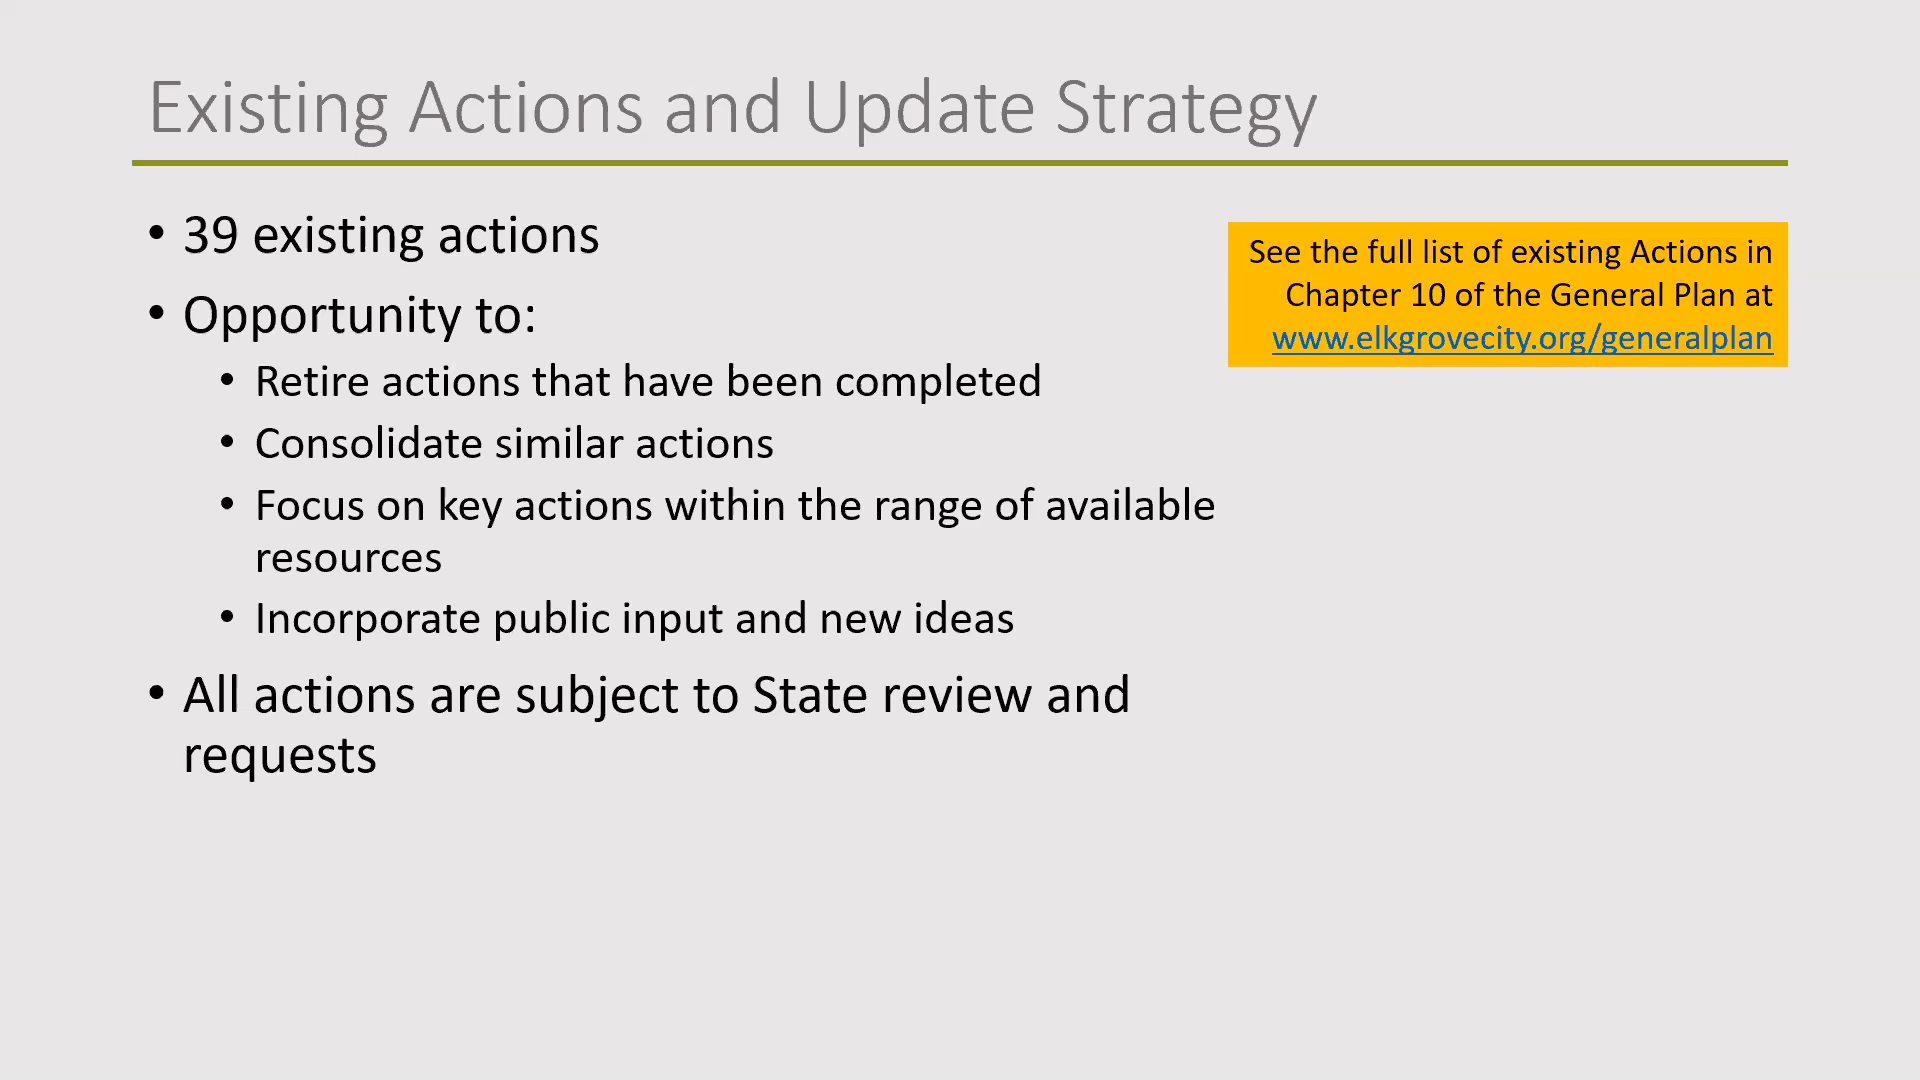 Existing Actions and Update Strategy
• 39 existing actions
• Opportunity to:
• Retire actions that have been completed
• Consolidate similar actions
• Focus on key actions within the range of available
resources
• Incorporate public input and new ideas
• All actions are subject to State review and
requests
See the full list of existing Actions in
Chapter 10 of the General Plan at
www.elkgrovecity.org/generalplan